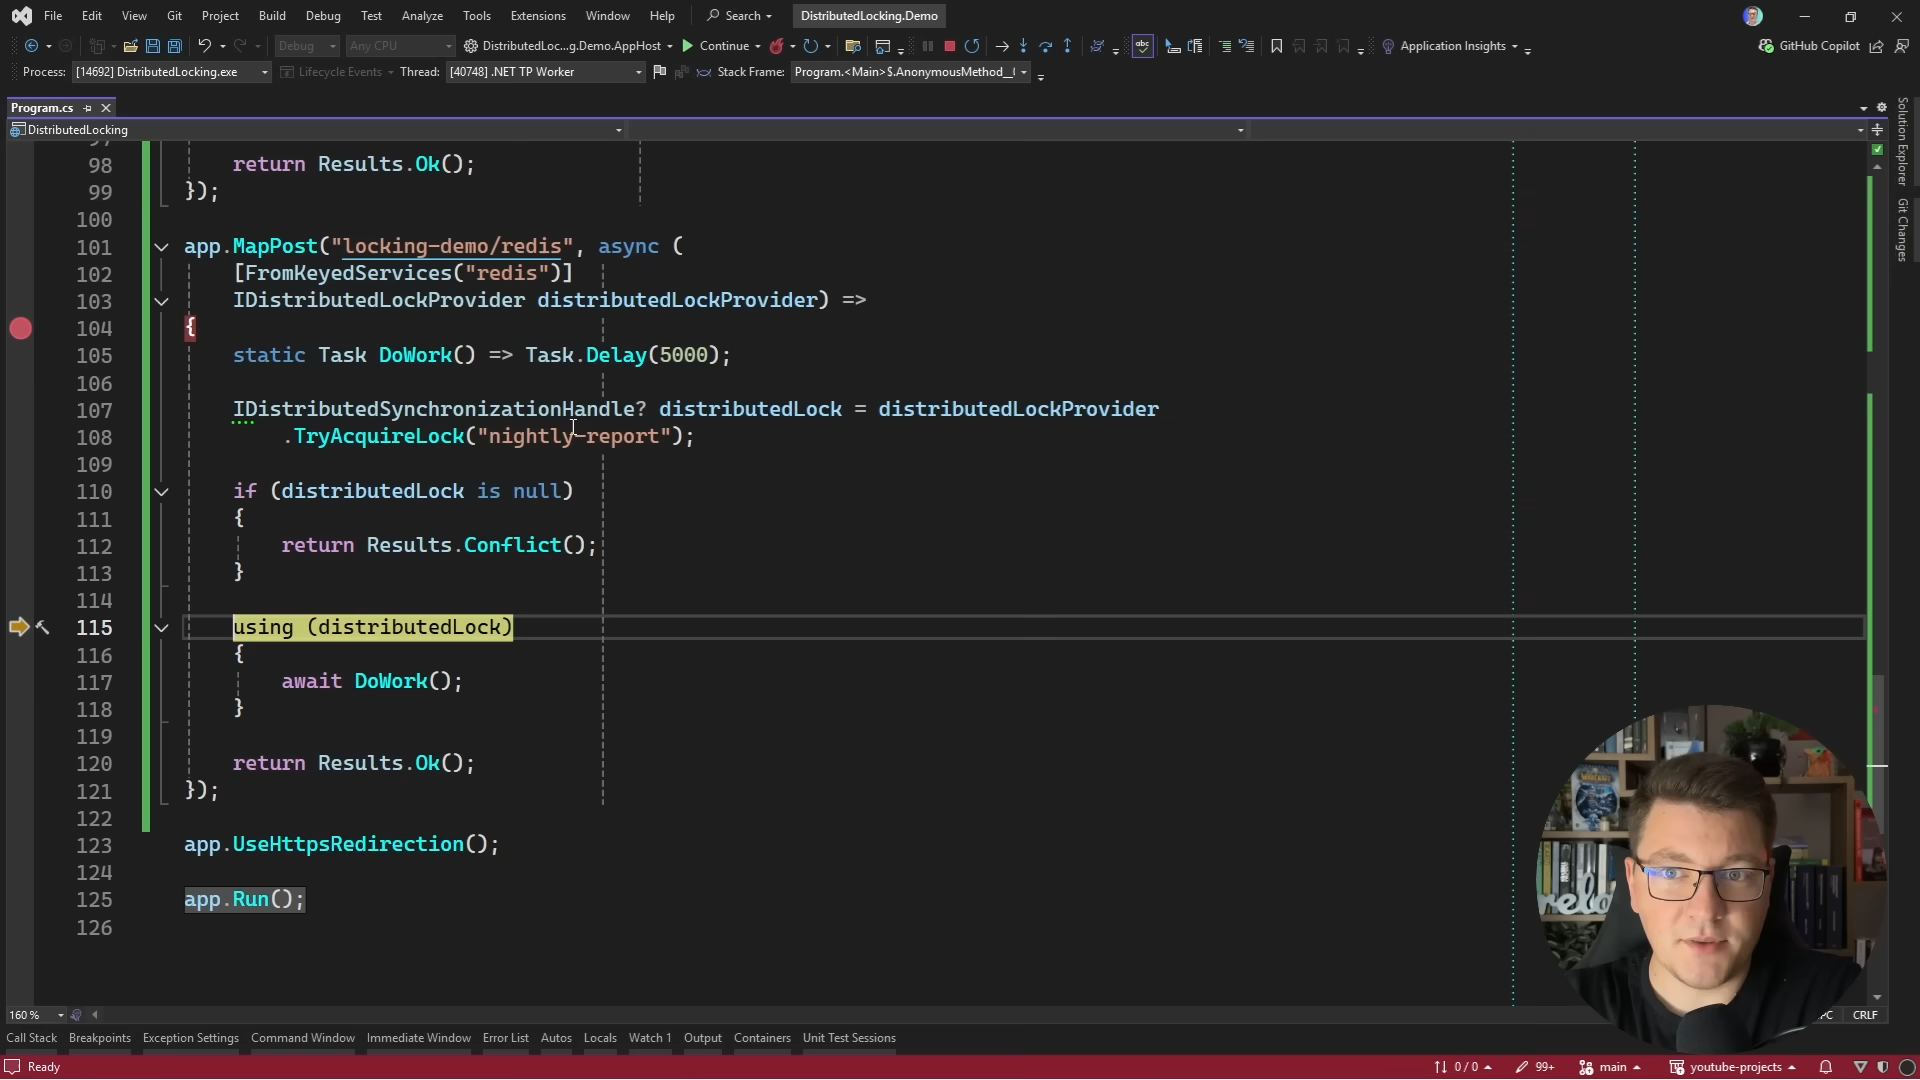 File Edit View Git Project Build Debug Test Analyze Tools Extensions Window Help Search DistributedLocking.Demo
Debug Any CPU DistributedLoc...g.Demo.AppHost Continue Application Insights GitHub Copilot
Process: [14692] DistributedLocking.exe Lifecycle Events Thread: [40748] .NET TP Worker Stack Frame: Program.<Main>$.AnonymousMethod__(
Program.cs
DistributedLocking
98 return Results.Ok();
99 });
100
101 app.MapPost("locking-demo/redis", async (
102 [FromKeyedServices("redis")]
103 IDistributedLockProvider distributedLockProvider) =>
104 {
105 static Task DoWork() => Task.Delay(5000);
106
107 IDistributedSynchronizationHandle? distributedLock = distributedLockProvider
108 .TryAcquireLock("nightly-report");
109
110 if (distributedLock is null)
111 {
112 return Results.Conflict();
113 }
114
115 using (distributedLock)
116 {
117 await DoWork();
118 }
119
120 return Results.Ok();
121 });
122
123 app.UseHttpsRedirection();
124
125 app.Run();
126
Solution Explorer
Git Changes
160 % CRLF
Call Stack Breakpoints Exception Settings Command Window Immediate Window Error List Autos Locals Watch 1 Output Containers Unit Test Sessions
Ready 0 / 0 99+ main youtube-projects